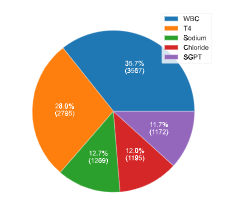 WBC
T4
Sodium
Chloride
SGPT
35.7%
(3567)
28.0%
(2795)
12.7%
(1269)
12.0%
(1195)
11.7%
(1172)